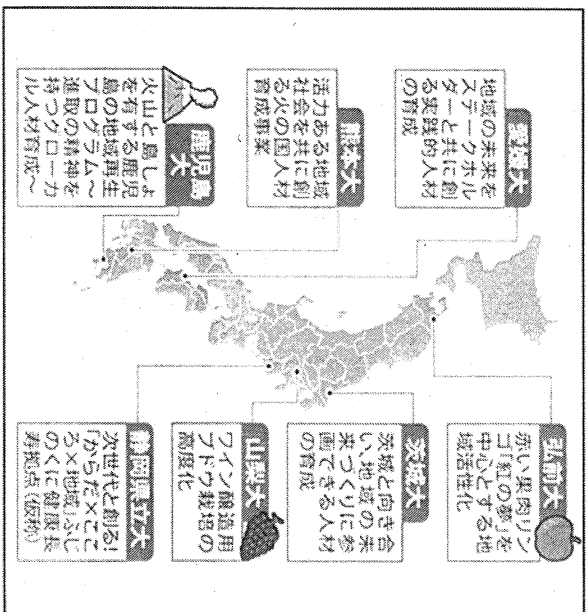 愛媛大
地域の未来を
ステークホル
ダーと共に創
る実践的人材
の育成
熊本大
活力ある地域
社会を共に創
る火の国人材
育成事業
鹿児島
大
火山と島しょ
を有する鹿児
島の地域再生
プログラム〜
進取の精神を
持つグローカ
ル人材育成〜
弘前大
赤い果肉リン
ゴ「紅の夢」を
中心とする地
域活性化
茨城大
茨城と向き合
い、地域の未
来づくりに参
画できる人材
の育成
山梨大
ワイン醸造用
ブドウ栽培の
高度化
静岡県立大
次世代と創る!
「からだ×ここ
ろ×地域」ふじ
のくに健康長
寿拠点(仮称)